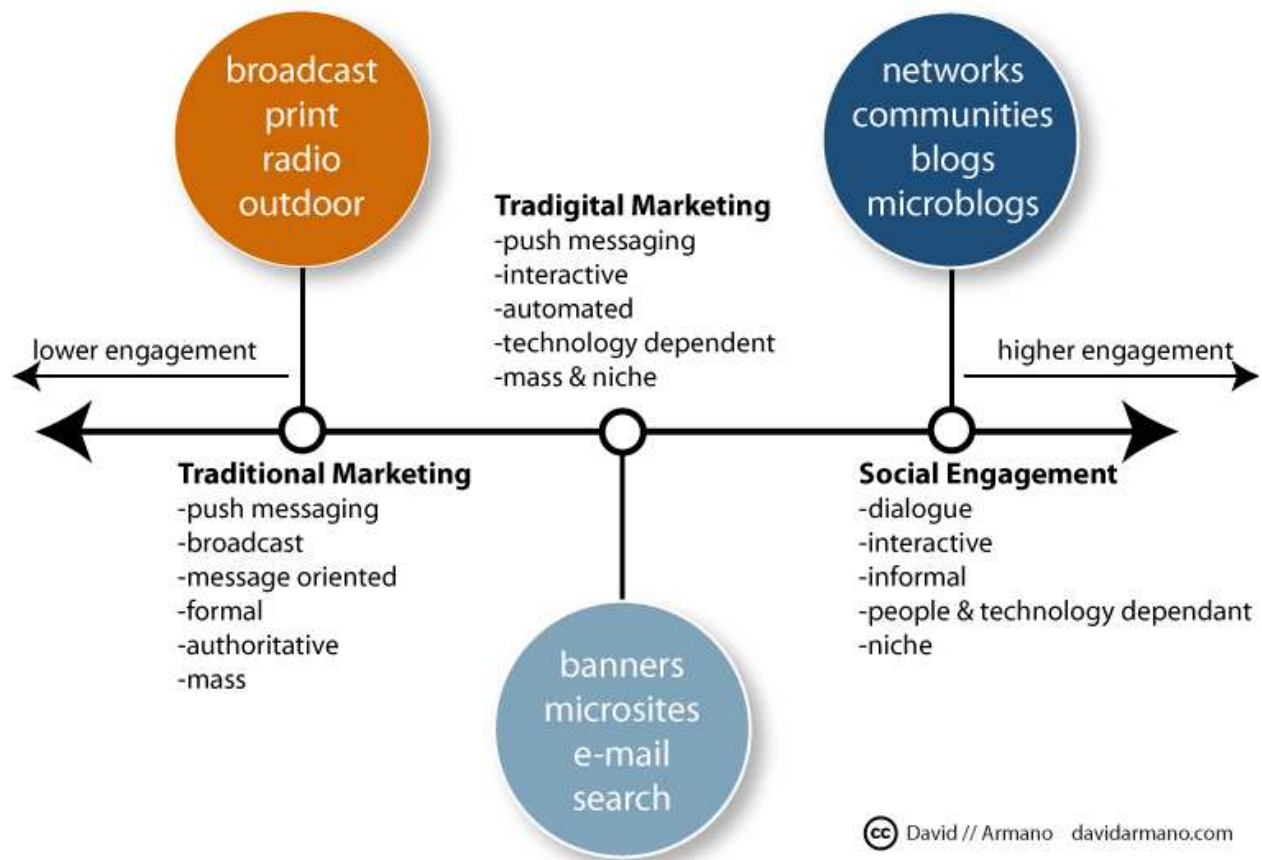 broadcast
print
radio
outdoor
networks
communities
blogs
microblogs
Tradigital Marketing
-push messaging
-interactive
-automated
-technology dependent
-mass & niche
lower engagement
higher engagement
Traditional Marketing
-push messaging
-broadcast
-message oriented
-formal
-authoritative
-mass
Social Engagement
-dialogue
-interactive
-informal
-people & technology dependant
-niche
banners
microsites
e-mail
search
cc David // Armano davidarmano.com